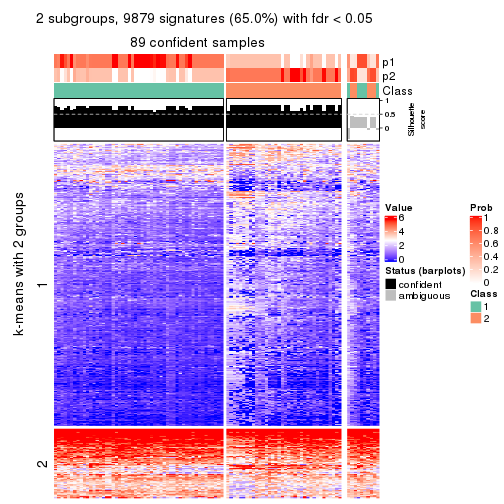 2 subgroups, 9879 signatures (65.0%) with fdr < 0.05
89 confident samples
p1
p2
Class
1
0.5
0
Silhouette
score
k-means with 2 groups
1
2
Value
6
4
2
0
Status (barplots)
confident
ambiguous
Prob
1
0.8
0.6
0.4
0.2
0
Class
1
2